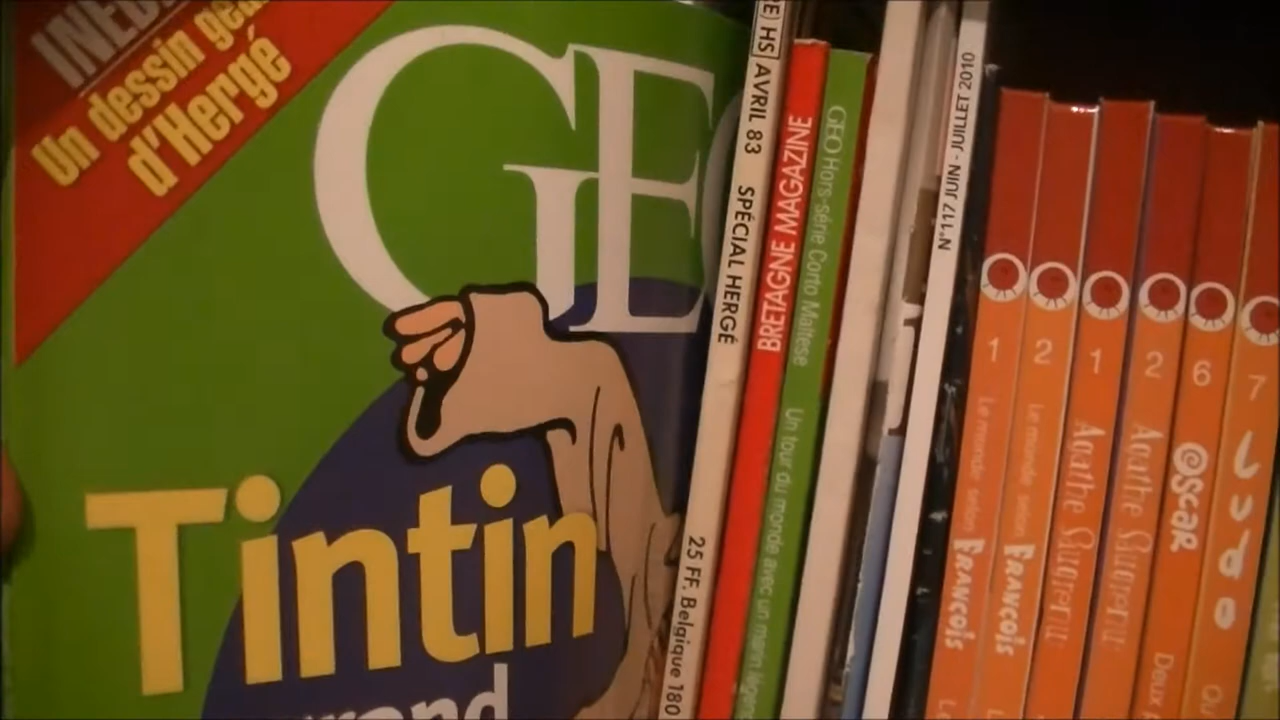 Un dessin
d'Hergé
GEO
Tintin
HS AVRIL 83 SPÉCIAL HERGÉ 25 FF. Belgique 180
BRETAGNE MAGAZINE
GEO Hors-série Corto Maltese Un tour du monde avec un marin
N°117 JUIN - JUILLET 2010
1 Le monde selon FRANÇOIS
2 Le monde selon FRANÇOIS
1 Agathe Saugrenu
2 Agathe Saugrenu
6 OSCAR Deux
7 Ludo